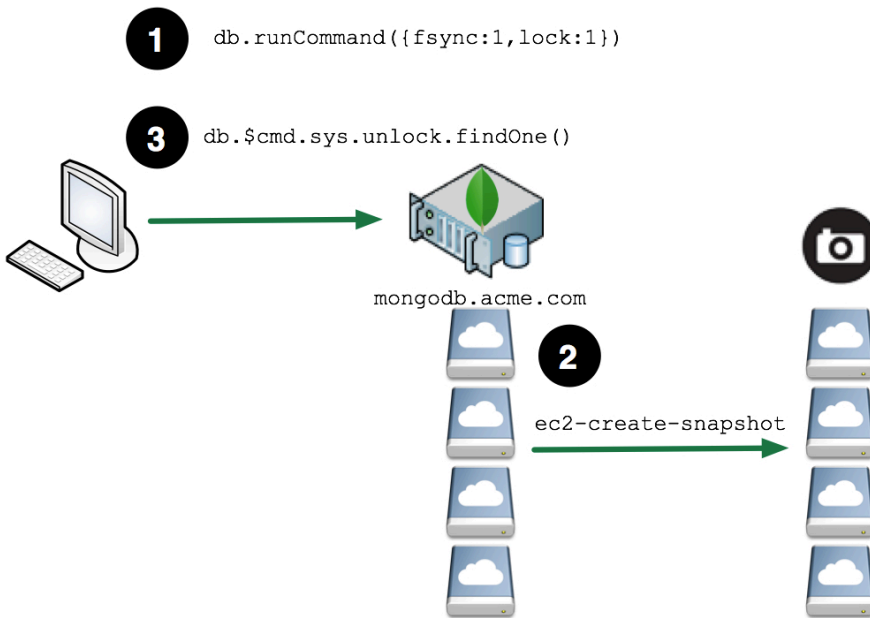 1 db.runCommand({fsync:1,lock:1})
3 db.$cmd.sys.unlock.findOne()
mongodb.acme.com
2
ec2-create-snapshot